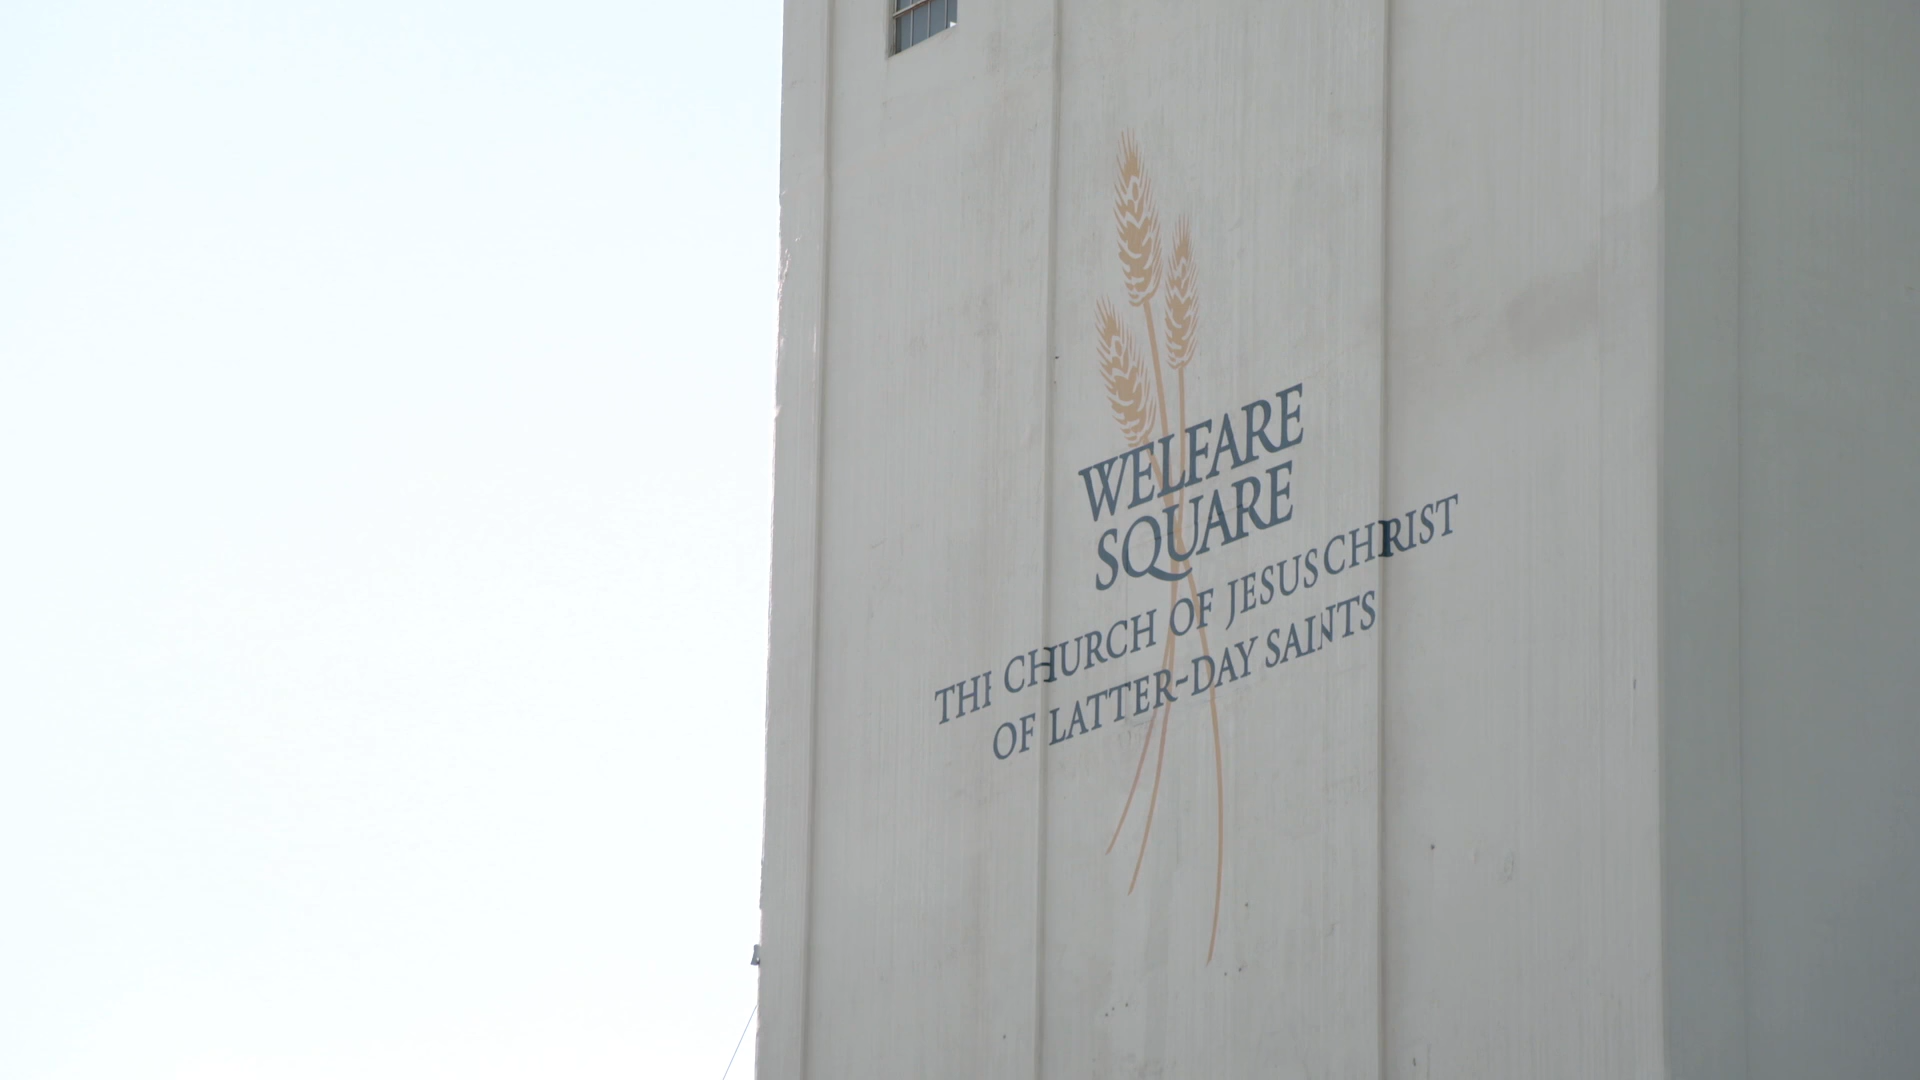 WELFARE
SQUARE
THE CHURCH OF JESUS CHRIST
OF LATTER-DAY SAINTS